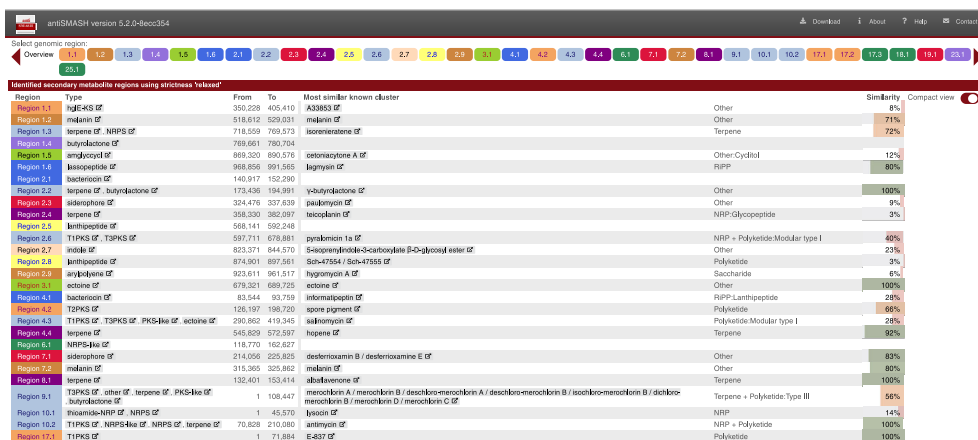 antiSMASH version 5.2.0-8ecc354 Download About Help Contact
Select genomic region:
Overview 1.1 1.2 1.3 1.4 1.5 1.6 2.1 2.2 2.3 2.4 2.5 2.6 2.7 2.8 2.9 3.1 4.1 4.2 4.3 4.4 6.1 7.1 7.2 8.1 9.1 10.1 10.2 17.1 17.2 17.3 18.1 19.1 23.1
25.1
Identified secondary metabolite regions using strictness 'relaxed'
Region Type From To Most similar known cluster Similarity Compact view
Region 1.1 hglE-KS 350,228 405,410 A33853 Other 8%
Region 1.2 melanin 518,612 529,031 melanin Other 71%
Region 1.3 terpene , NRPS 718,559 769,573 isorenieratene Terpene 72%
Region 1.4 butyrolactone 769,661 780,704
Region 1.5 amglyccycl 869,320 890,576 cetoniacytone A Other:Cyclitol 12%
Region 1.6 lassopeptide 968,856 991,565 lagmysin RiPP 80%
Region 2.1 bacteriocin 140,917 152,290
Region 2.2 terpene , butyrolactone 173,436 194,991 γ-butyrolactone Other 100%
Region 2.3 siderophore 324,476 337,639 paulomycin Other 9%
Region 2.4 terpene 358,330 382,097 teicoplanin NRP:Glycopeptide 3%
Region 2.5 lanthipeptide 568,141 592,248
Region 2.6 T1PKS , T3PKS 597,711 678,881 pyralomicin 1a NRP + Polyketide:Modular type I 40%
Region 2.7 indole 823,371 844,570 5-isoprenylindole-3-carboxylate β-D-glycosyl ester Other 23%
Region 2.8 lanthipeptide 874,901 897,561 Sch-47554 / Sch-47555 Polyketide 3%
Region 2.9 arylpolyene 923,611 961,517 hygromycin A Saccharide 6%
Region 3.1 ectoine 679,321 689,725 ectoine Other 100%
Region 4.1 bacteriocin 83,544 93,759 informatipeptin RiPP:Lanthipeptide 28%
Region 4.2 T2PKS 126,197 198,720 spore pigment Polyketide 66%
Region 4.3 T1PKS , T3PKS , PKS-like , ectoine 290,862 419,345 salinomycin Polyketide:Modular type I 28%
Region 4.4 terpene 545,829 572,597 hopene Terpene 92%
Region 6.1 NRPS-like 118,770 162,627
Region 7.1 siderophore 214,056 225,825 desferrioxamin B / desferrioxamine E Other 83%
Region 7.2 melanin 315,365 325,862 melanin Other 80%
Region 8.1 terpene 132,401 153,414 albaflavenone Terpene 100%
Region 9.1 T3PKS , other , terpene , PKS-like , butyrolactone 1 108,447 merochlorin A / merochlorin B / deschloro-merochlorin A / deschloro-merochlorin B / isochloro-merochlorin B / dichloro-merochlorin B / merochlorin D / merochlorin C Terpene + Polyketide:Type III 56%
Region 10.1 thioamide-NRP , NRPS 1 45,570 lysocin NRP 14%
Region 10.2 T1PKS , NRPS-like , NRPS , terpene 70,828 210,080 antimycin NRP + Polyketide 100%
Region 17.1 T1PKS 1 71,884 E-837 Polyketide 100%